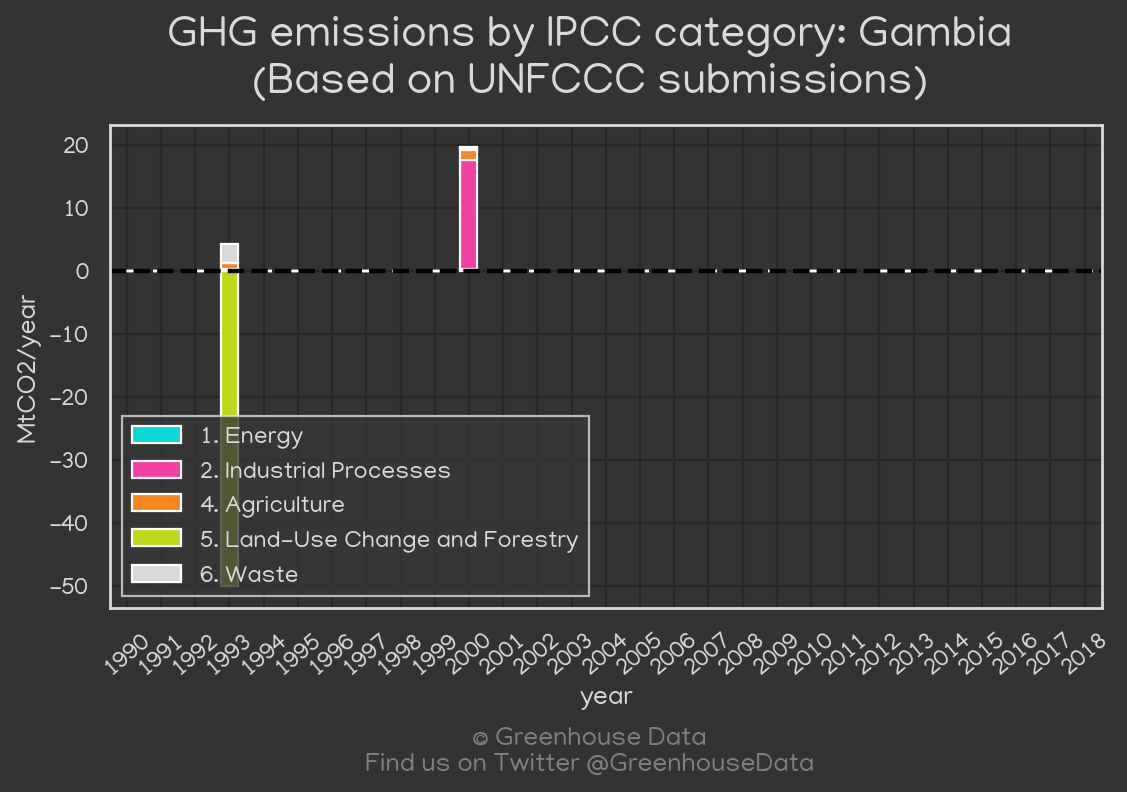 GHG emissions by IPCC category: Gambia
(Based on UNFCCC submissions)
20
10
0
−10
−20
−30
−40
−50
MtCO2/year
1. Energy
2. Industrial Processes
4. Agriculture
5. Land-Use Change and Forestry
6. Waste
1990 1991 1992 1993 1994 1995 1996 1997 1998 1999 2000 2001 2002 2003 2004 2005 2006 2007 2008 2009 2010 2011 2012 2013 2014 2015 2016 2017 2018
year
© Greenhouse Data
Find us on Twitter @GreenhouseData